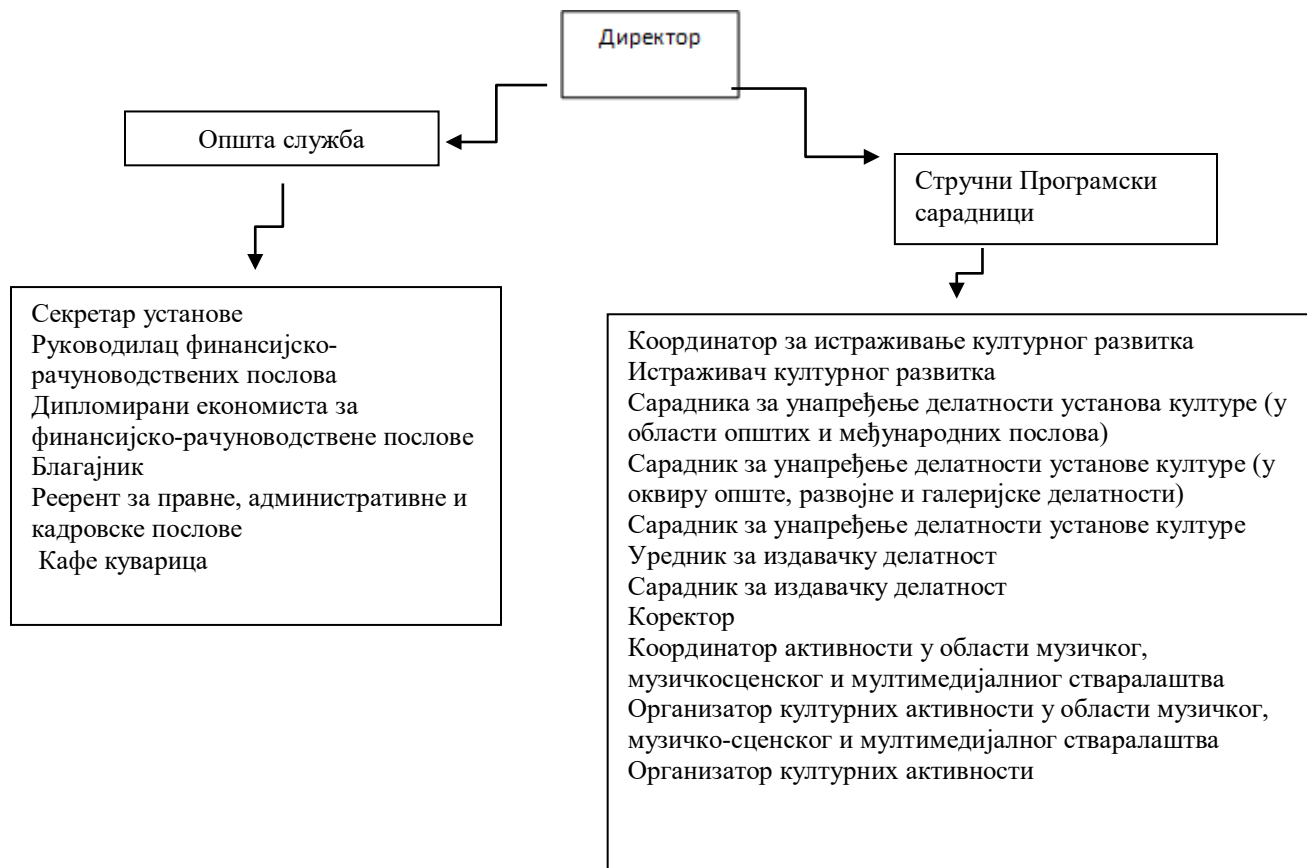 Директор
Општа служба
Стручни Програмски
сарадници
Секретар установе
Руководилац финансијско-
рачуноводствених послова
Дипломирани економиста за
финансијско-рачуноводствене послове
Благајник
Реерент за правне, административне и
кадровске послове
Кафе куварица
Координатор за истраживање културног развитка
Истраживач културног развитка
Сарадника за унапређење делатности установа културе (у
области општих и међународних послова)
Сарадник за унапређење делатности установе културе (у
оквиру опште, развојне и галеријске делатности)
Сарадник за унапређење делатности установе културе
Уредник за издавачку делатност
Сарадник за издавачку делатност
Коректор
Координатор активности у области музичког,
музичкосценског и мултимедијалниог стваралаштва
Организатор културних активности у области музичког,
музичко-сценског и мултимедијалног стваралаштва
Организатор културних активности